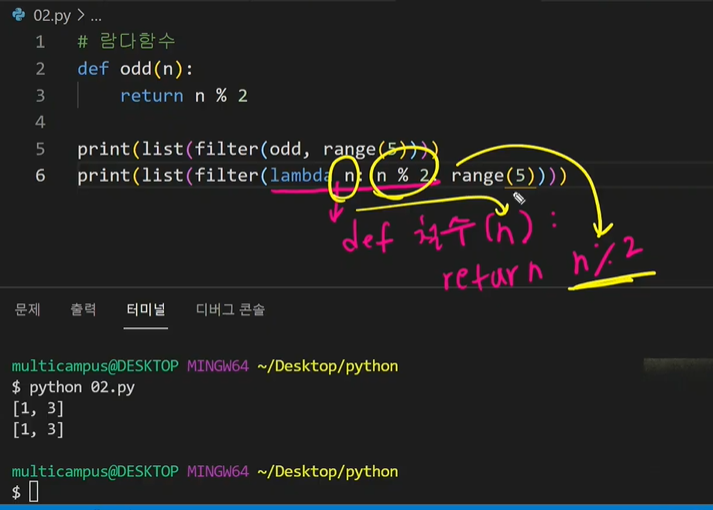 02.py > ...
1 # 람다함수
2 def odd(n):
3 return n % 2
4
5 print(list(filter(odd, range(5))))
6 print(list(filter(lambda n: n % 2, range(5))))
def 함수(n):
return n%2
문제 출력 터미널 디버그 콘솔
multicampus@DESKTOP MINGW64 ~/Desktop/python
$ python 02.py
[1, 3]
[1, 3]
multicampus@DESKTOP MINGW64 ~/Desktop/python
$